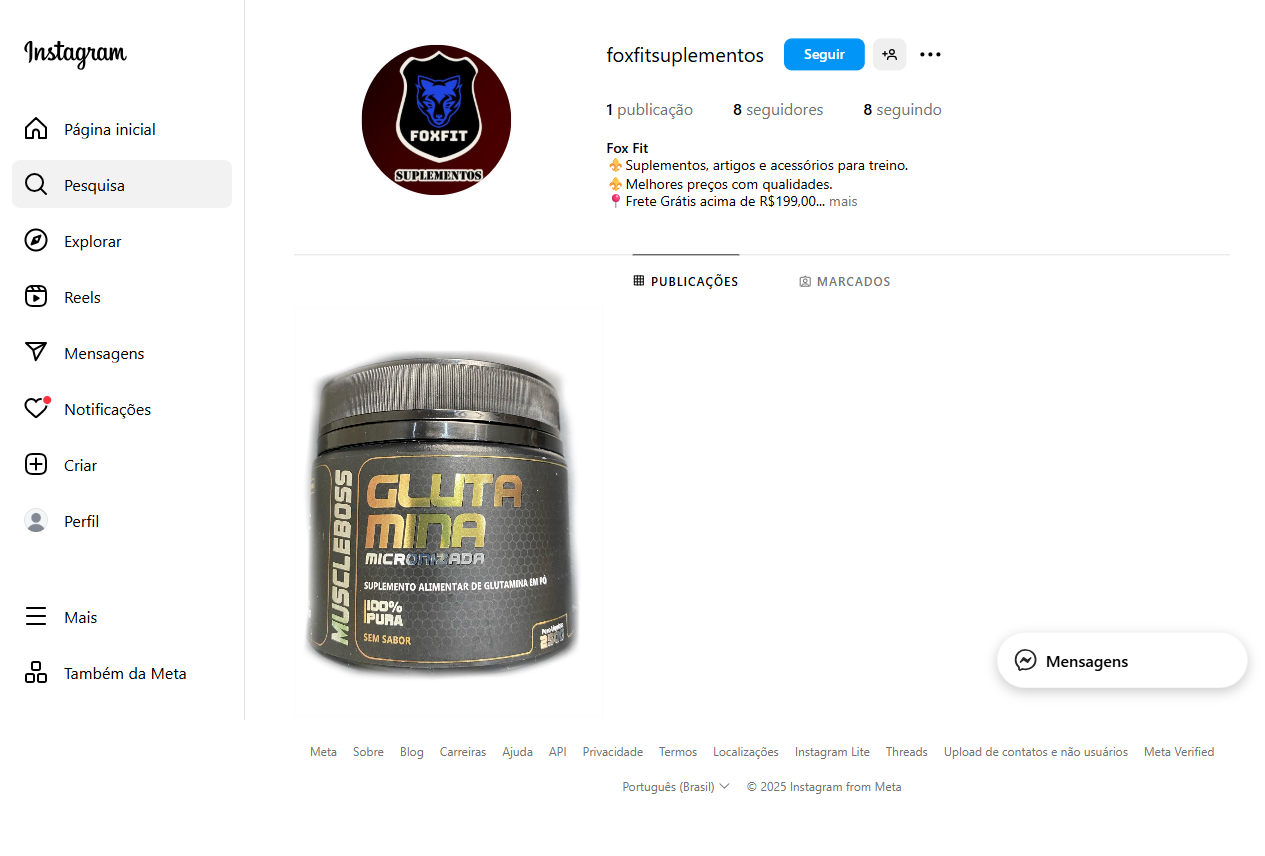 Instagram
Página inicial
Pesquisa
Explorar
Reels
Mensagens
Notificações
Criar
Perfil
Mais
Também da Meta
FOXFIT
SUPLEMENTOS
foxfitsuplementos
Seguir
1 publicação 8 seguidores 8 seguindo
Fox Fit
Suplementos, artigos e acessórios para treino.
Melhores preços com qualidades.
Frete Grátis acima de R$199,00... mais
PUBLICAÇÕES
MARCADOS
MUSCLEBOSS
GLUTA
MINA
MICRONIZADA
SUPLEMENTO ALIMENTAR DE GLUTAMINA EM PÓ
100%
PURA
SEM SABOR
Mensagens
Meta Sobre Blog Carreiras Ajuda API Privacidade Termos Localizações Instagram Lite Threads Upload de contatos e não usuários Meta Verified
Português (Brasil) © 2025 Instagram from Meta